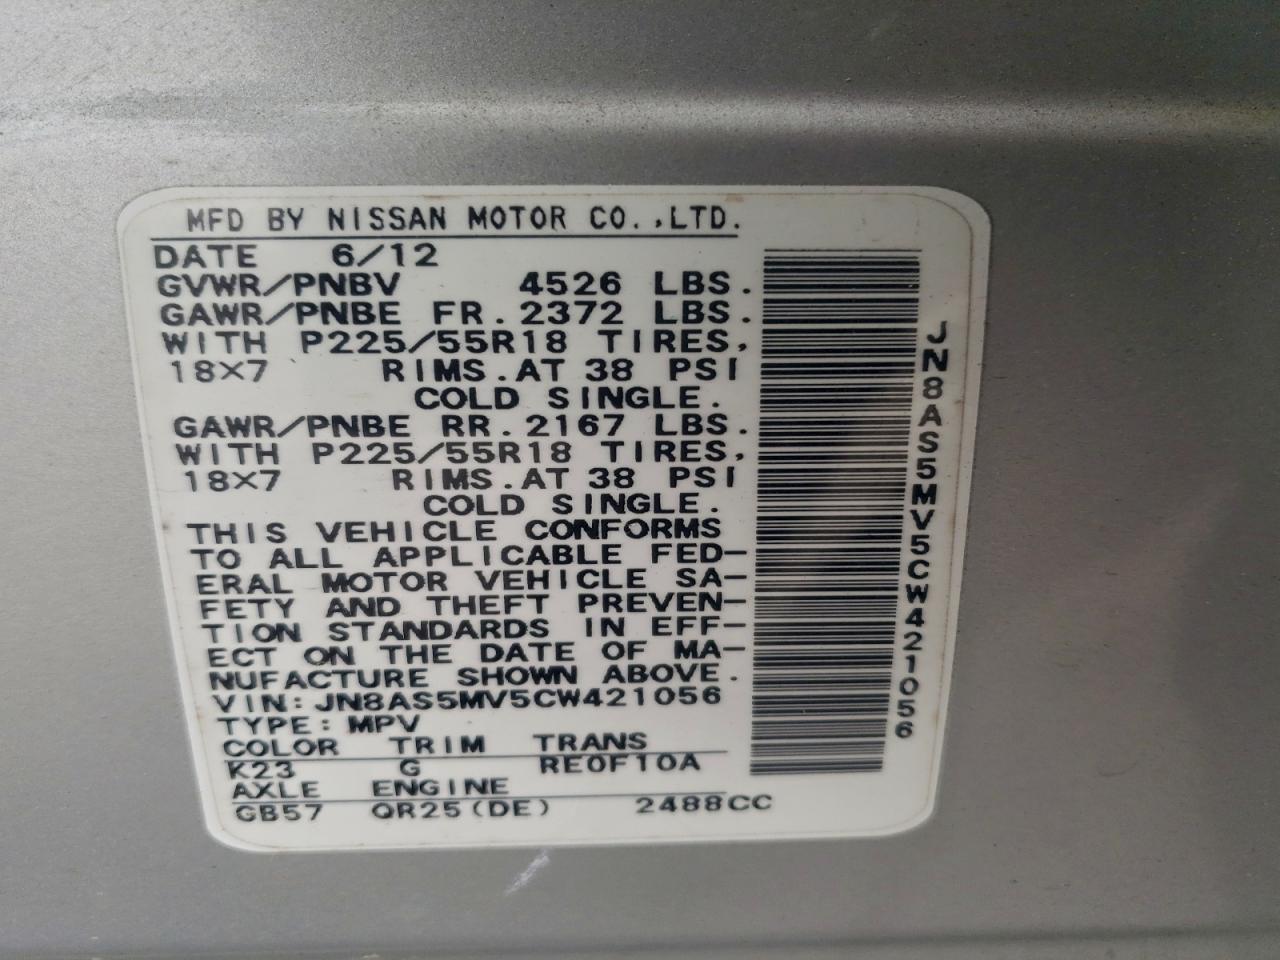 MFD BY NISSAN MOTOR CO.,LTD.
DATE 6/12
GVWR/PNBV 4526 LBS.
GAWR/PNBE FR. 2372 LBS.
WITH P225/55R18 TIRES,
18X7 RIMS. AT 38 PSI
COLD SINGLE.
GAWR/PNBE RR. 2167 LBS.
WITH P225/55R18 TIRES,
18X7 RIMS. AT 38 PSI
COLD SINGLE.
THIS VEHICLE CONFORMS
TO ALL APPLICABLE FED-
ERAL MOTOR VEHICLE SA-
FETY AND THEFT PREVEN-
TION STANDARDS IN EFF-
ECT ON THE DATE OF MA-
NUFACTURE SHOWN ABOVE.
VIN: JN8AS5MV5CW421056
TYPE: MPV
COLOR TRIM TRANS
K23 G RE0F10A
AXLE ENGINE
GB57 QR25(DE) 2488CC
JN8AS5MV5CW421056